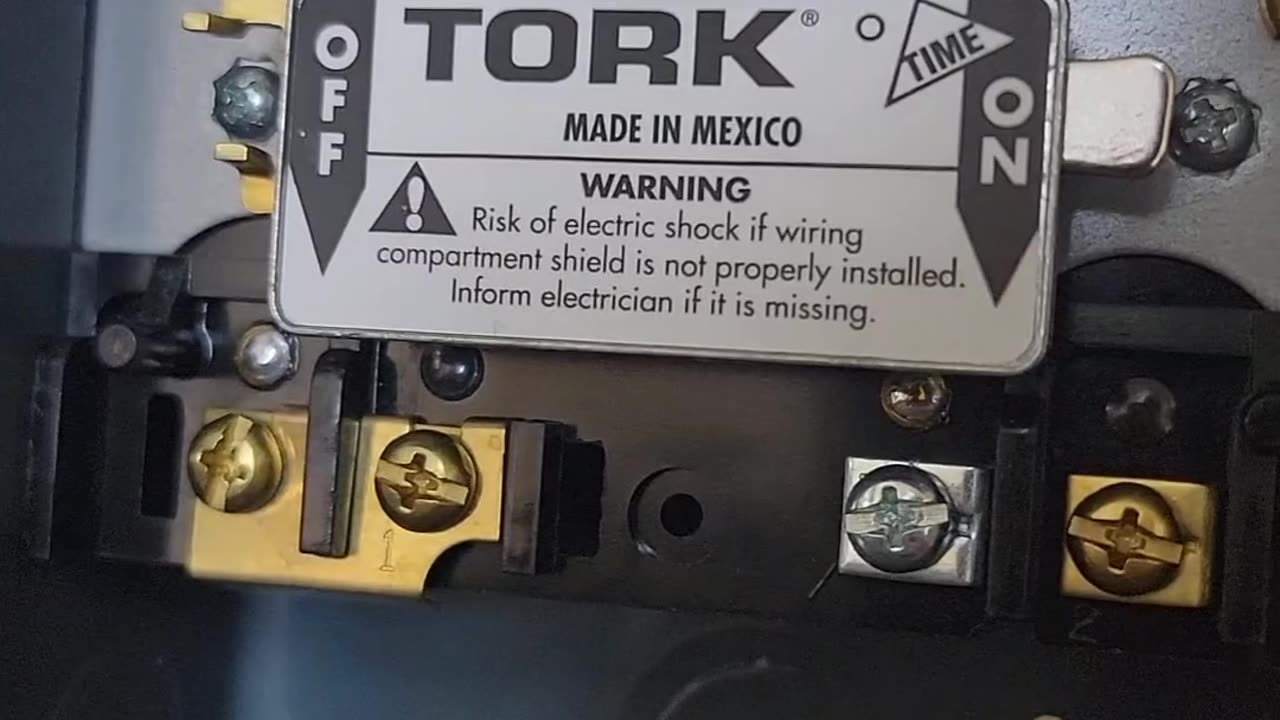 OFF
TORK®
TIME
ON
MADE IN MEXICO
WARNING
Risk of electric shock if wiring
compartment shield is not properly installed.
Inform electrician if it is missing.
1
2